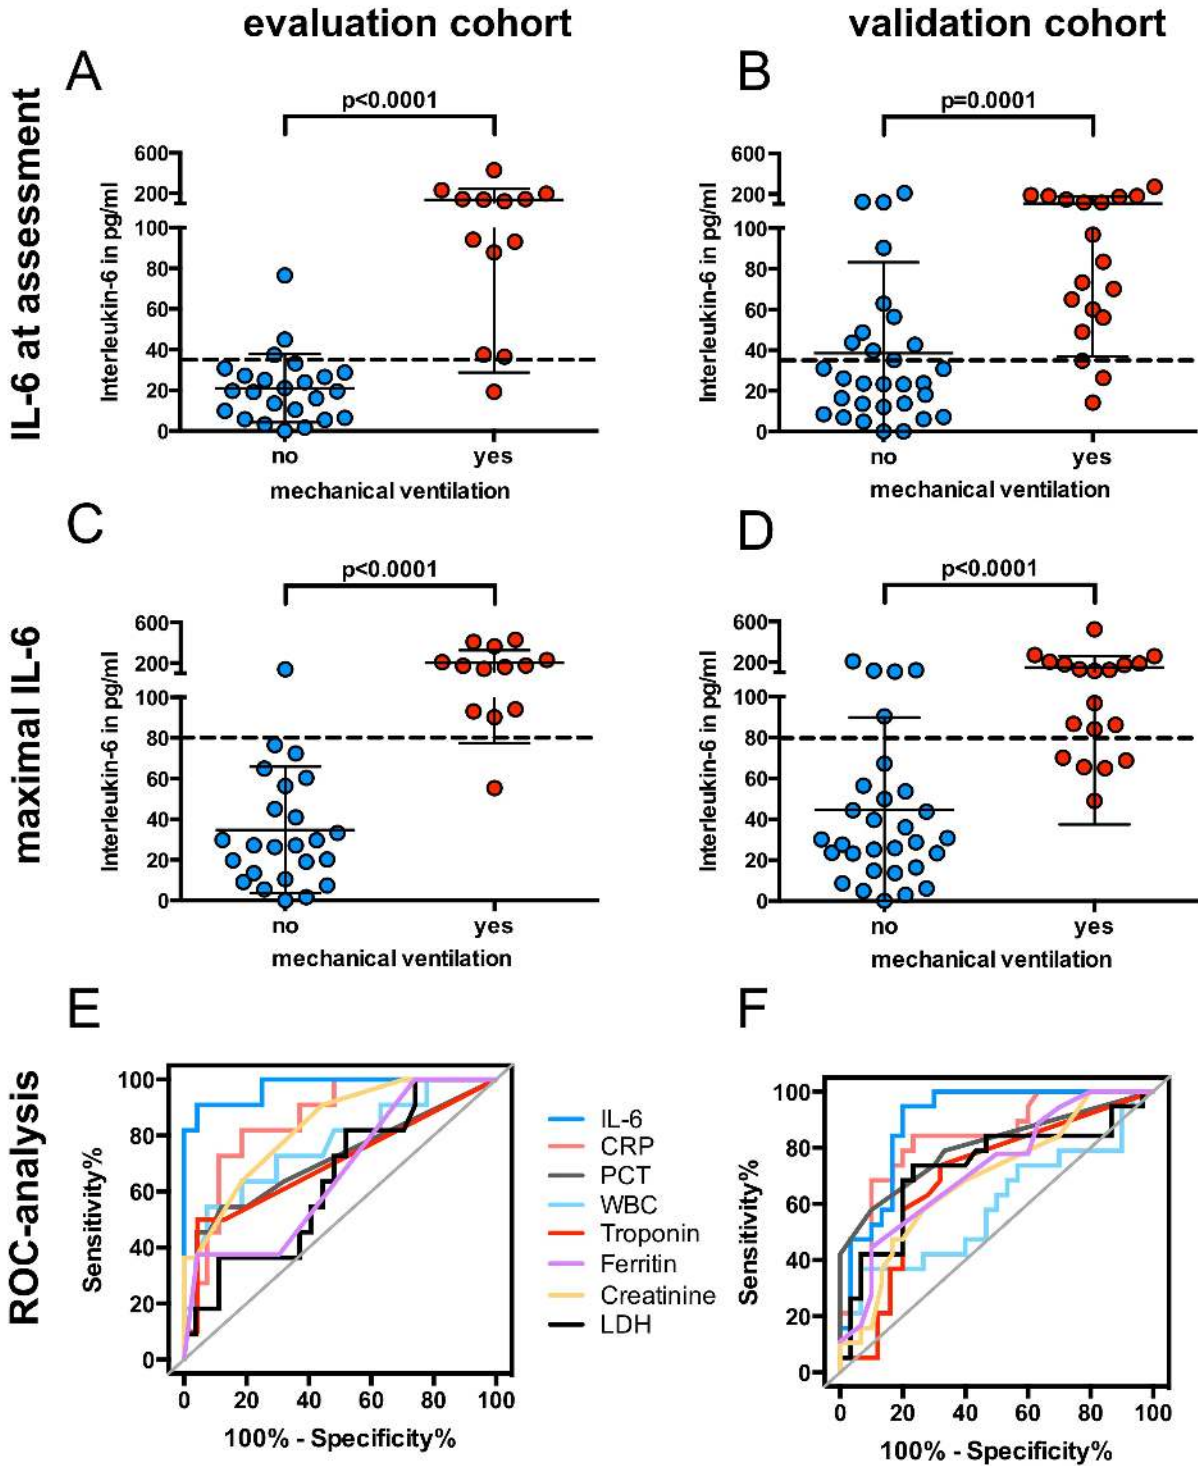 evaluation cohort
validation cohort
IL-6 at assessment
A
p<0.0001
Interleukin-6 in pg/ml
600
200
100
80
60
40
20
0
no
yes
mechanical ventilation
B
p=0.0001
Interleukin-6 in pg/ml
600
200
100
80
60
40
20
0
no
yes
mechanical ventilation
maximal IL-6
C
p<0.0001
Interleukin-6 in pg/ml
600
200
100
80
60
40
20
0
no
yes
mechanical ventilation
D
p<0.0001
Interleukin-6 in pg/ml
600
200
100
80
60
40
20
0
no
yes
mechanical ventilation
ROC-analysis
E
Sensitivity%
100
80
60
40
20
0
0 20 40 60 80 100
100% - Specificity%
IL-6
CRP
PCT
WBC
Troponin
Ferritin
Creatinine
LDH
F
Sensitivity%
100
80
60
40
20
0
0 20 40 60 80 100
100% - Specificity%